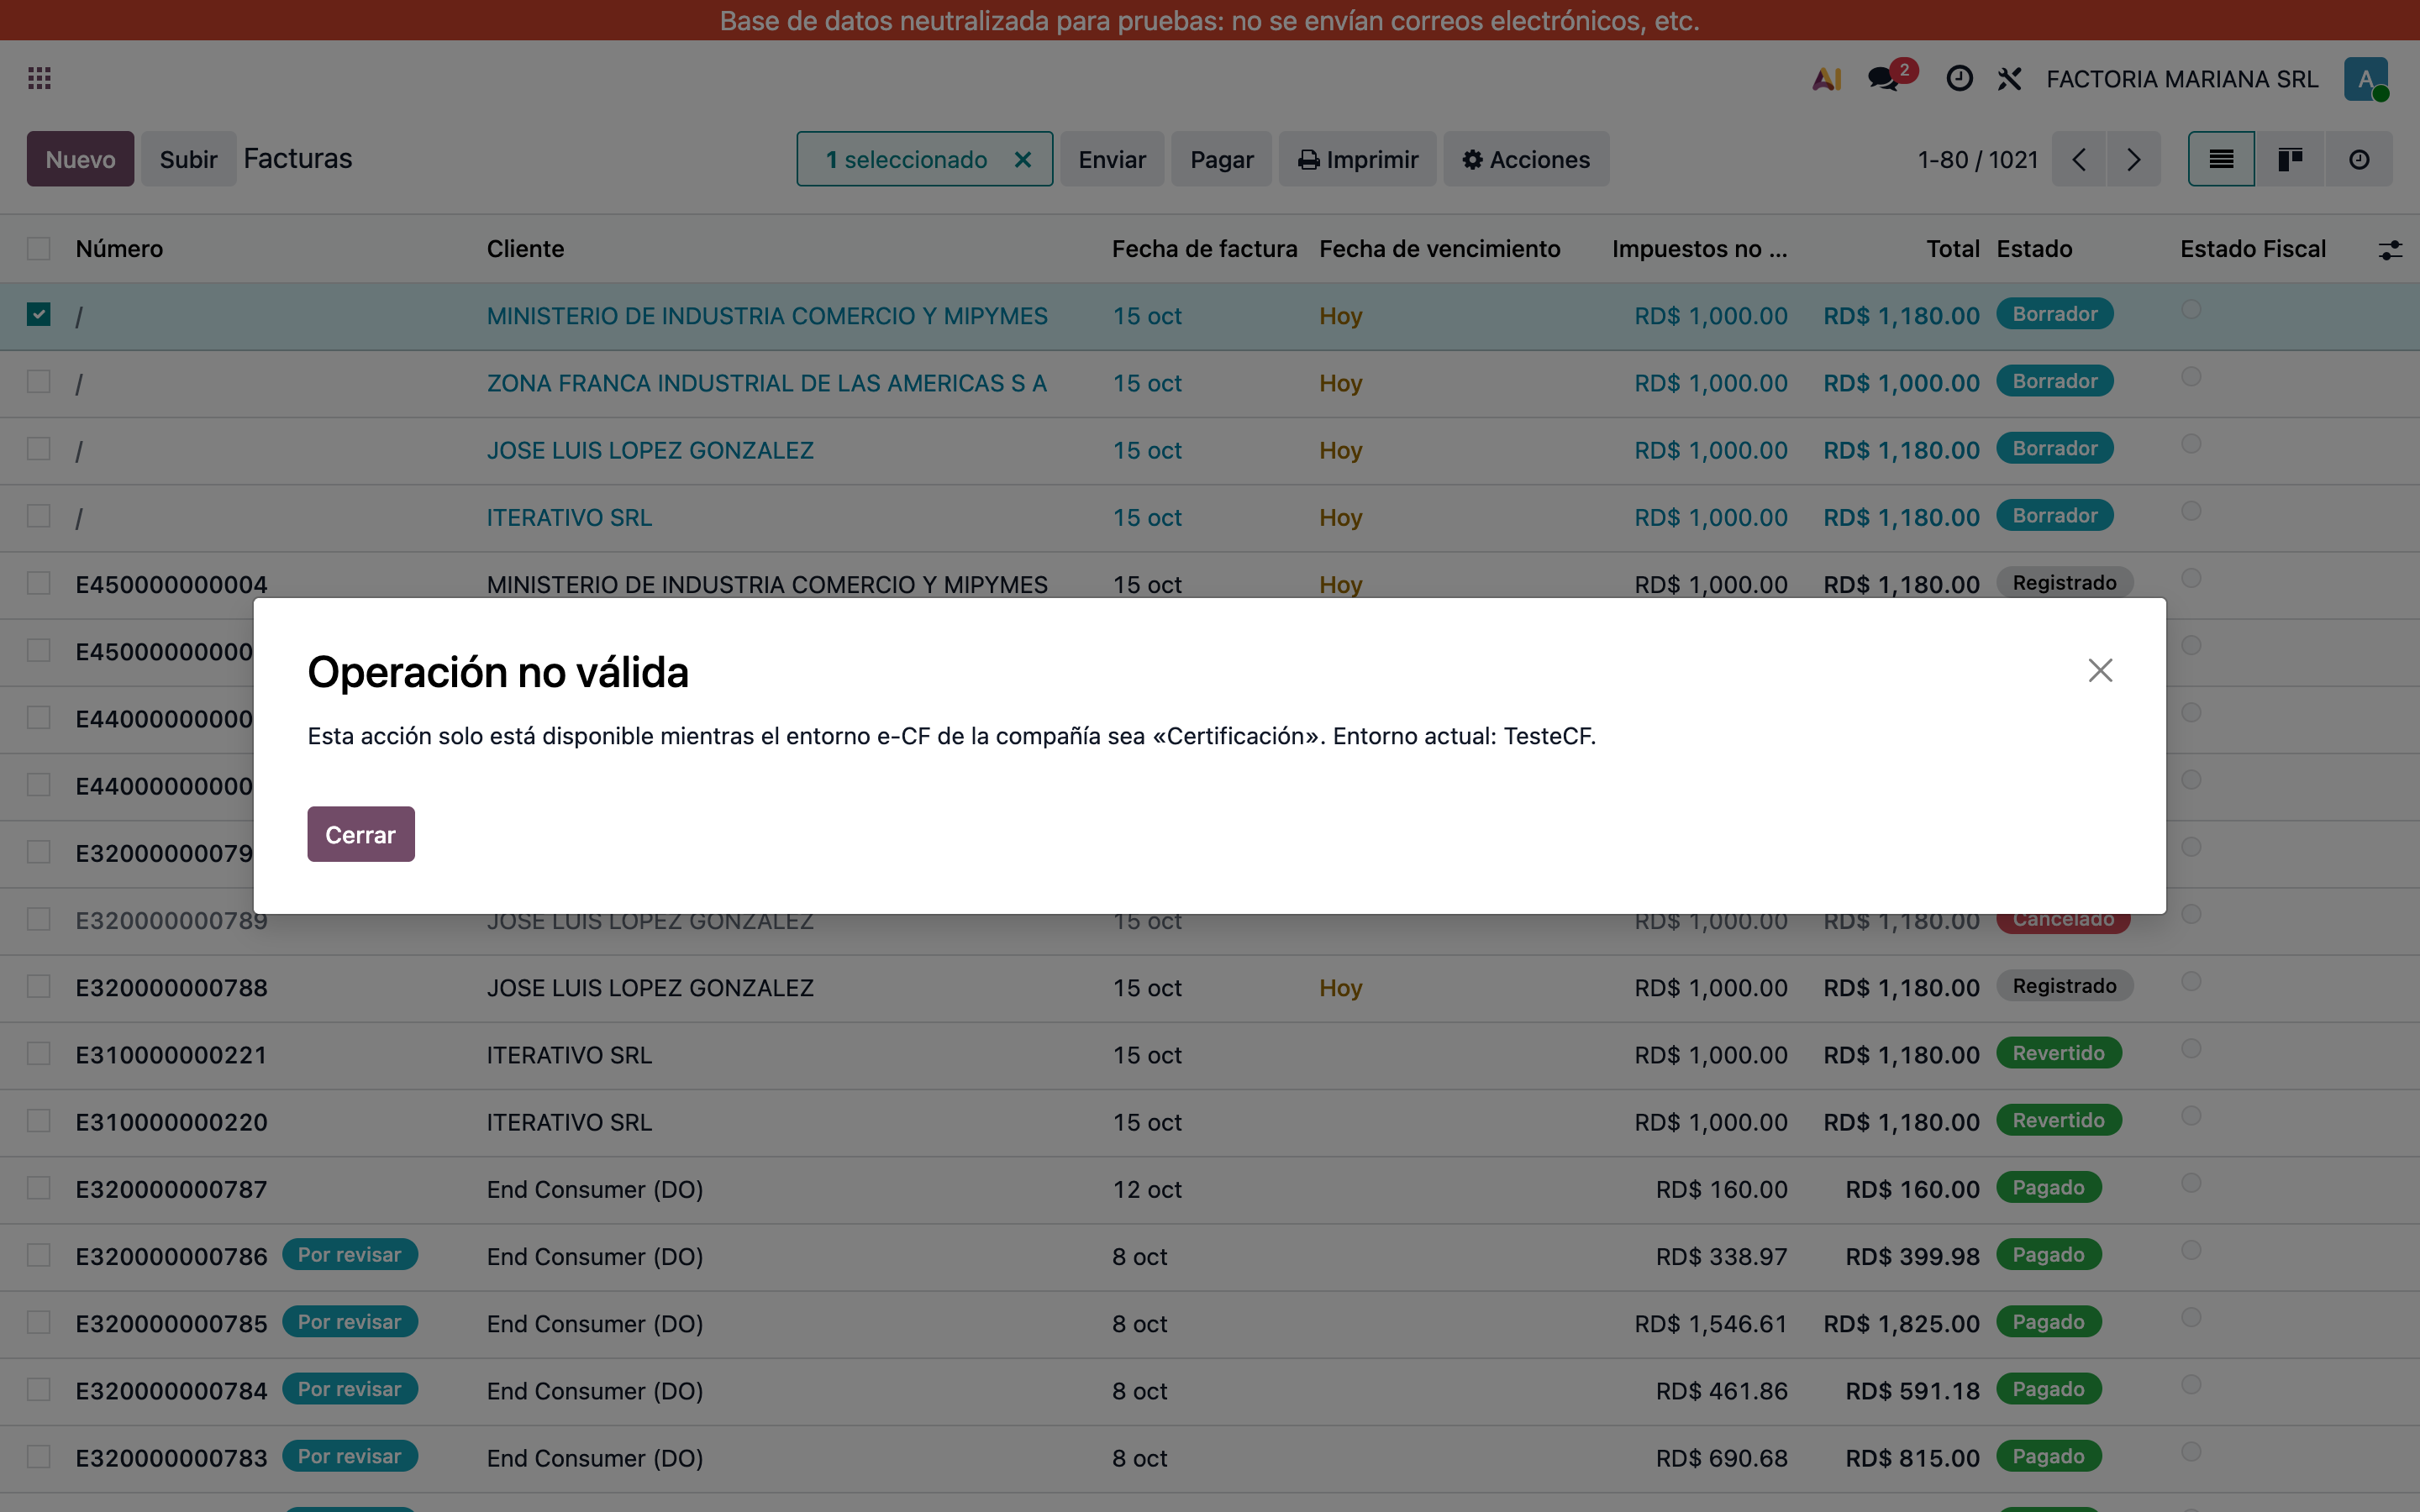 Base de datos neutralizada para pruebas: no se envían correos electrónicos, etc.
AI 2 FACTORIA MARIANA SRL A
Nuevo Subir Facturas 1 seleccionado Enviar Pagar Imprimir Acciones 1-80 / 1021
Número Cliente Fecha de factura Fecha de vencimiento Impuestos no ... Total Estado Estado Fiscal
/ MINISTERIO DE INDUSTRIA COMERCIO Y MIPYMES 15 oct Hoy RD$ 1,000.00 RD$ 1,180.00 Borrador
/ ZONA FRANCA INDUSTRIAL DE LAS AMERICAS S A 15 oct Hoy RD$ 1,000.00 RD$ 1,000.00 Borrador
/ JOSE LUIS LOPEZ GONZALEZ 15 oct Hoy RD$ 1,000.00 RD$ 1,180.00 Borrador
/ ITERATIVO SRL 15 oct Hoy RD$ 1,000.00 RD$ 1,180.00 Borrador
E450000000004 MINISTERIO DE INDUSTRIA COMERCIO Y MIPYMES 15 oct Hoy RD$ 1,000.00 RD$ 1,180.00 Registrado
E45000000000
E44000000000
E44000000000
E32000000079
Operación no válida
Esta acción solo está disponible mientras el entorno e-CF de la compañía sea «Certificación». Entorno actual: TesteCF.
Cerrar
E320000000789 JOSE LUIS LOPEZ GONZALEZ 15 oct RD$ 1,000.00 RD$ 1,180.00 Cancelado
E320000000788 JOSE LUIS LOPEZ GONZALEZ 15 oct Hoy RD$ 1,000.00 RD$ 1,180.00 Registrado
E310000000221 ITERATIVO SRL 15 oct RD$ 1,000.00 RD$ 1,180.00 Revertido
E310000000220 ITERATIVO SRL 15 oct RD$ 1,000.00 RD$ 1,180.00 Revertido
E320000000787 End Consumer (DO) 12 oct RD$ 160.00 RD$ 160.00 Pagado
E320000000786 Por revisar End Consumer (DO) 8 oct RD$ 338.97 RD$ 399.98 Pagado
E320000000785 Por revisar End Consumer (DO) 8 oct RD$ 1,546.61 RD$ 1,825.00 Pagado
E320000000784 Por revisar End Consumer (DO) 8 oct RD$ 461.86 RD$ 591.18 Pagado
E320000000783 Por revisar End Consumer (DO) 8 oct RD$ 690.68 RD$ 815.00 Pagado